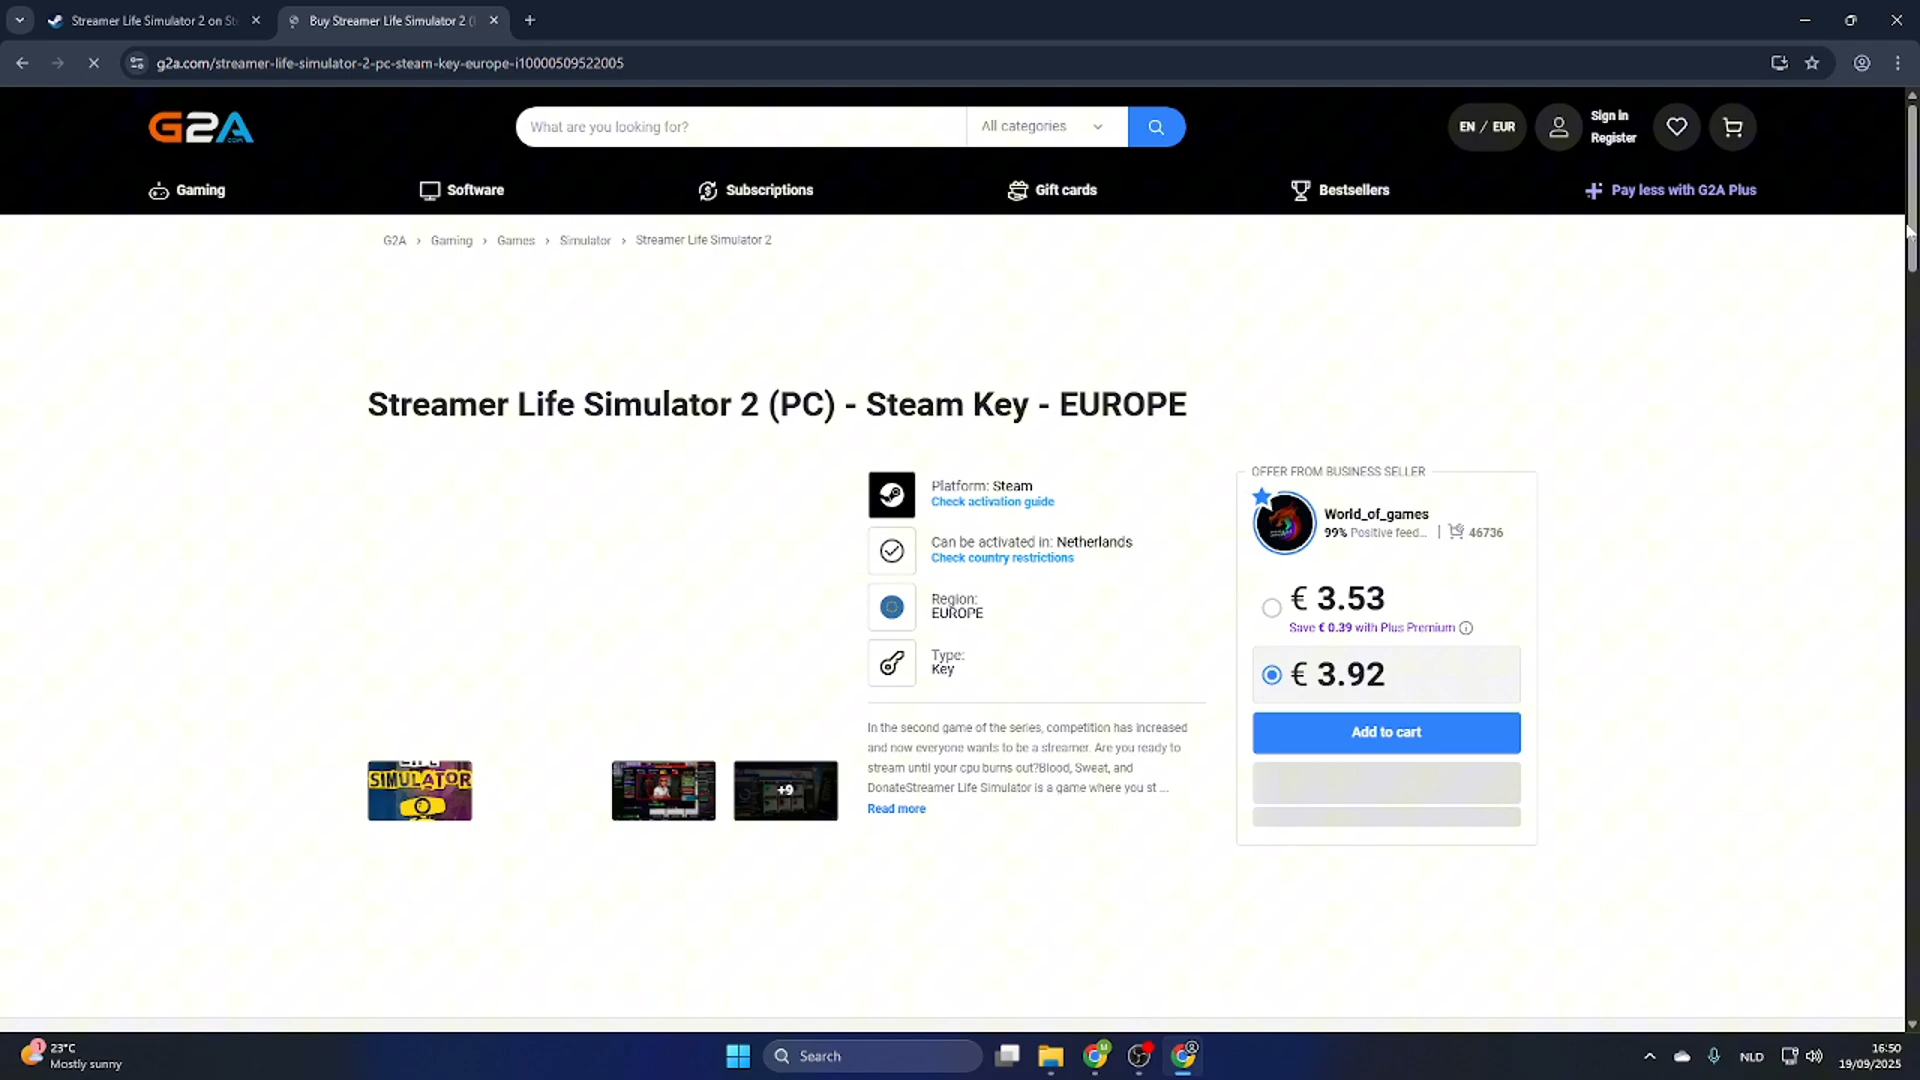 Streamer Life Simulator 2 on St
Buy Streamer Life Simulator 2 (
g2a.com/streamer-life-simulator-2-pc-steam-key-europe-i10000509522005
G2A
.com
What are you looking for?
All categories
EN / EUR
Sign in
Register
Gaming
Software
Subscriptions
Gift cards
Bestsellers
Pay less with G2A Plus
G2A › Gaming › Games › Simulator › Streamer Life Simulator 2
Streamer Life Simulator 2 (PC) - Steam Key - EUROPE
Platform: Steam
Check activation guide
Can be activated in: Netherlands
Check country restrictions
Region:
EUROPE
Type:
Key
In the second game of the series, competition has increased
and now everyone wants to be a streamer. Are you ready to
stream until your cpu burns out?Blood, Sweat, and
DonateStreamer Life Simulator is a game where you st ...
Read more
OFFER FROM BUSINESS SELLER
World_of_games
99% Positive feed... | 46736
€ 3.53
Save € 0.39 with Plus Premium
€ 3.92
Add to cart
SIMULATOR
+9
1
23°C
Mostly sunny
Search
M
NLD
16:50
19/09/2025